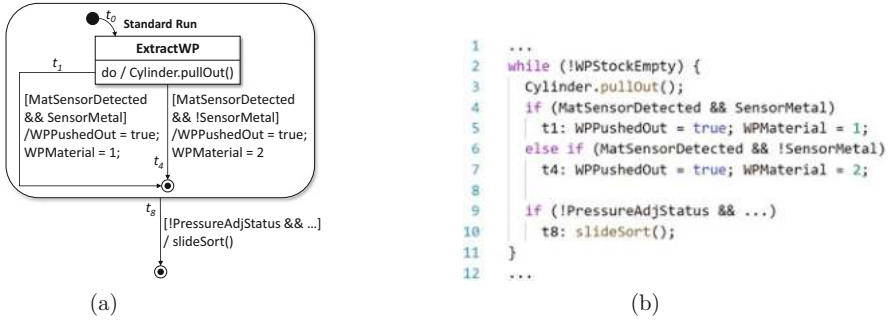 t0
Standard Run
ExtractWP
do / Cylinder.pullOut()
t1
[MatSensorDetected
&& SensorMetal]
/WPPushedOut = true;
WPMaterial = 1;
[MatSensorDetected
&& !SensorMetal]
/WPPushedOut = true;
WPMaterial = 2
t4
t8
[!PressureAdjStatus && …]
/ slideSort()
(a)
1 ...
2 while (!WPStockEmpty) {
3 Cylinder.pullOut();
4 if (MatSensorDetected && SensorMetal)
5 t1: WPPushedOut = true; WPMaterial = 1;
6 else if (MatSensorDetected && !SensorMetal)
7 t4: WPPushedOut = true; WPMaterial = 2;
8
9 if (!PressureAdjStatus && ...)
10 t8: slideSort();
11 }
12 ...
(b)